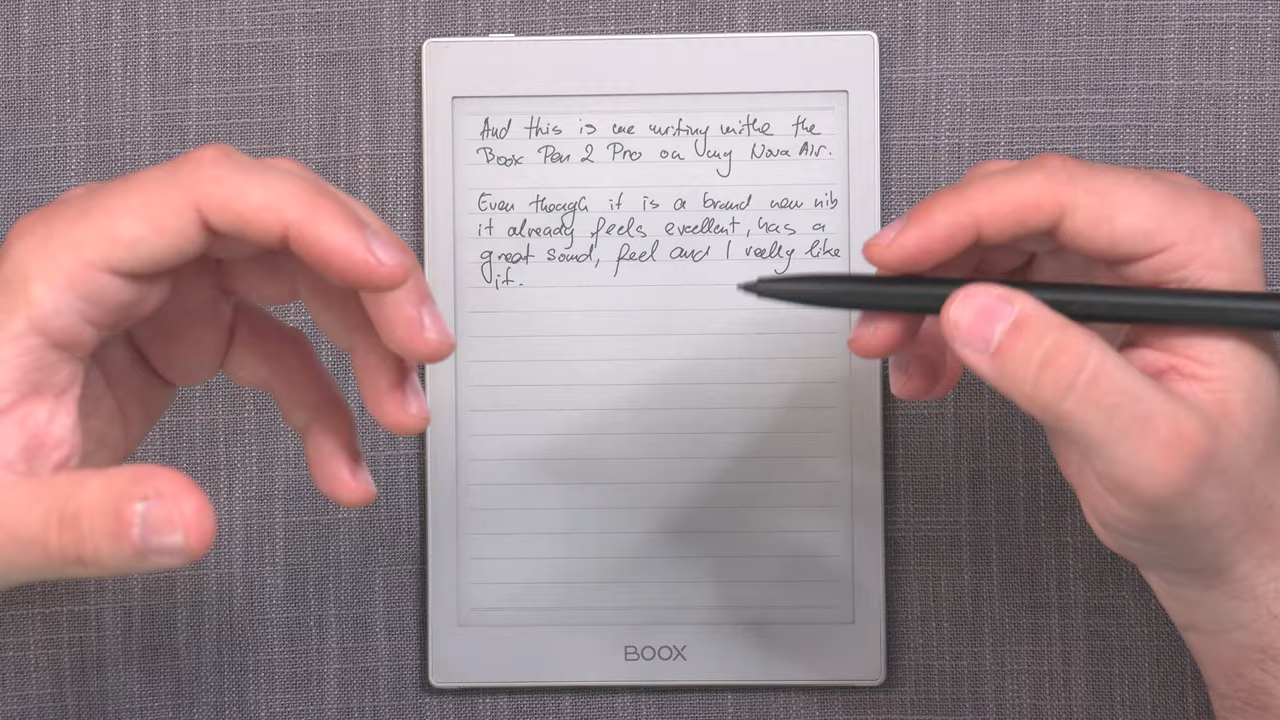 And this is me writing withe the
Boox Pen 2 Pro on my Nova Air.
Even though it is a brand new nib
it already feels excellent, has a
great sound, feel and I really like
it.
BOOX